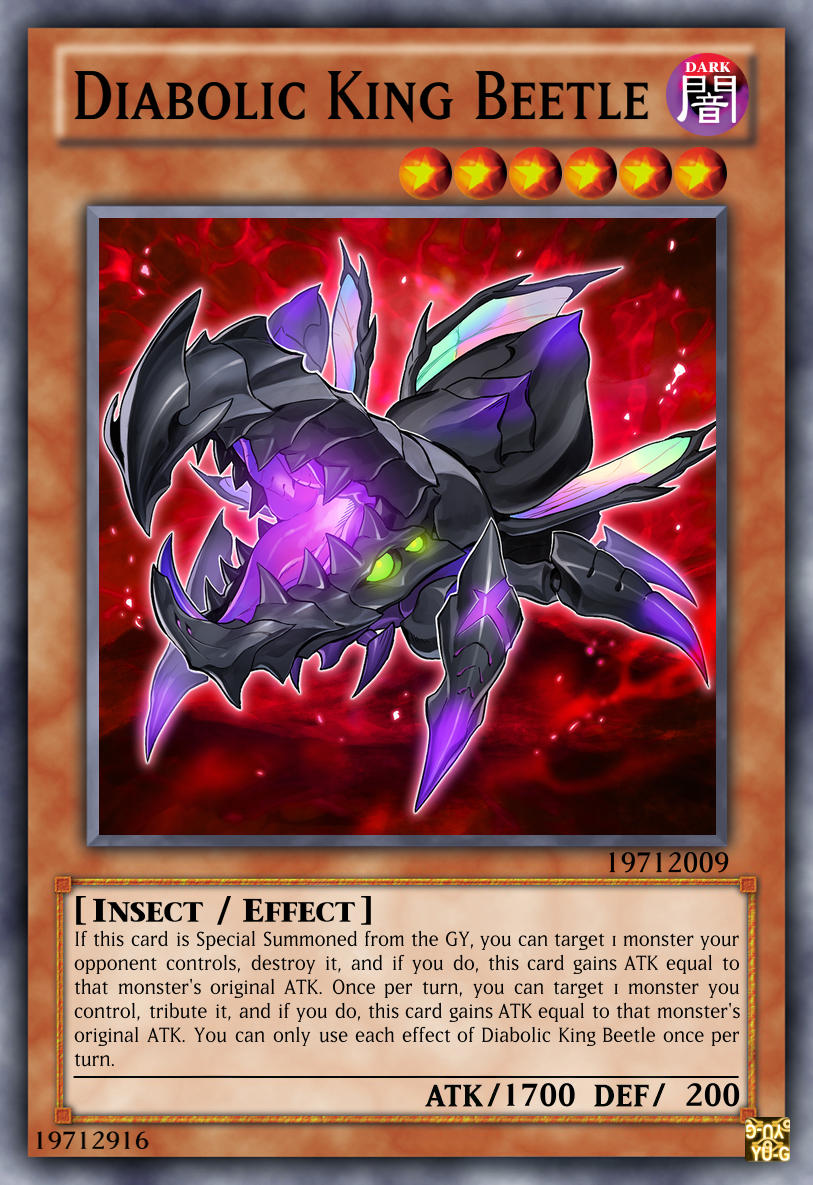 Diabolic King Beetle
DARK
闇
19712009
[ Insect / Effect ]
If this card is Special Summoned from the GY, you can target 1 monster your
opponent controls, destroy it, and if you do, this card gains ATK equal to
that monster's original ATK. Once per turn, you can target 1 monster you
control, tribute it, and if you do, this card gains ATK equal to that monster's
original ATK. You can only use each effect of Diabolic King Beetle once per
turn.
ATK/1700 DEF/ 200
19712916